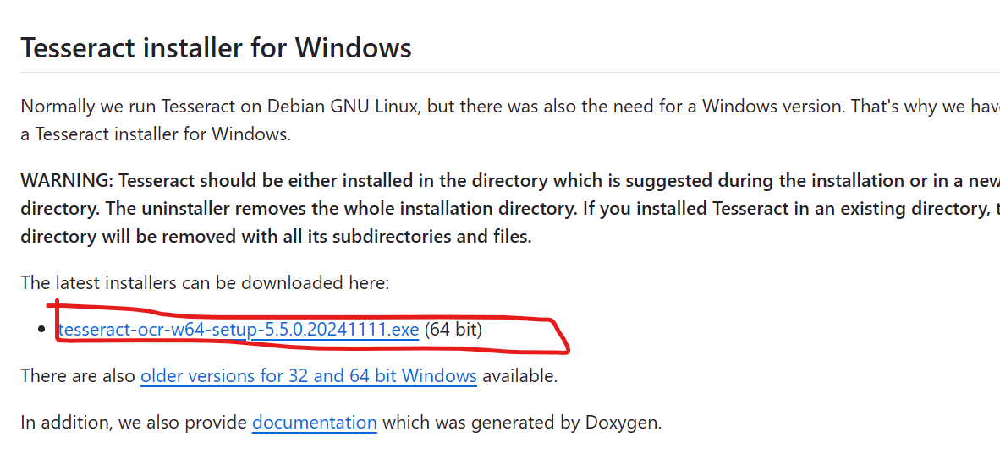 Tesseract installer for Windows
Normally we run Tesseract on Debian GNU Linux, but there was also the need for a Windows version. That's why we hav
a Tesseract installer for Windows.
WARNING: Tesseract should be either installed in the directory which is suggested during the installation or in a new
directory. The uninstaller removes the whole installation directory. If you installed Tesseract in an existing directory, t
directory will be removed with all its subdirectories and files.
The latest installers can be downloaded here:
• tesseract-ocr-w64-setup-5.5.0.20241111.exe (64 bit)
There are also older versions for 32 and 64 bit Windows available.
In addition, we also provide documentation which was generated by Doxygen.